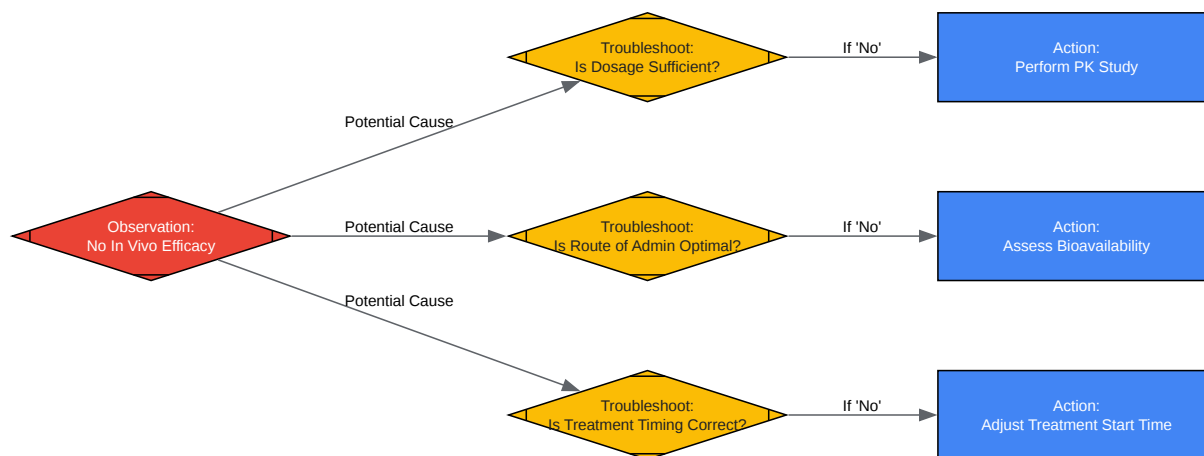 Troubleshoot:
Is Dosage Sufficient?
If 'No'
Action:
Perform PK Study
Potential Cause
Observation:
No In Vivo Efficacy
Potential Cause
Troubleshoot:
Is Route of Admin Optimal?
If 'No'
Action:
Assess Bioavailability
Potential Cause
Troubleshoot:
Is Treatment Timing Correct?
If 'No'
Action:
Adjust Treatment Start Time